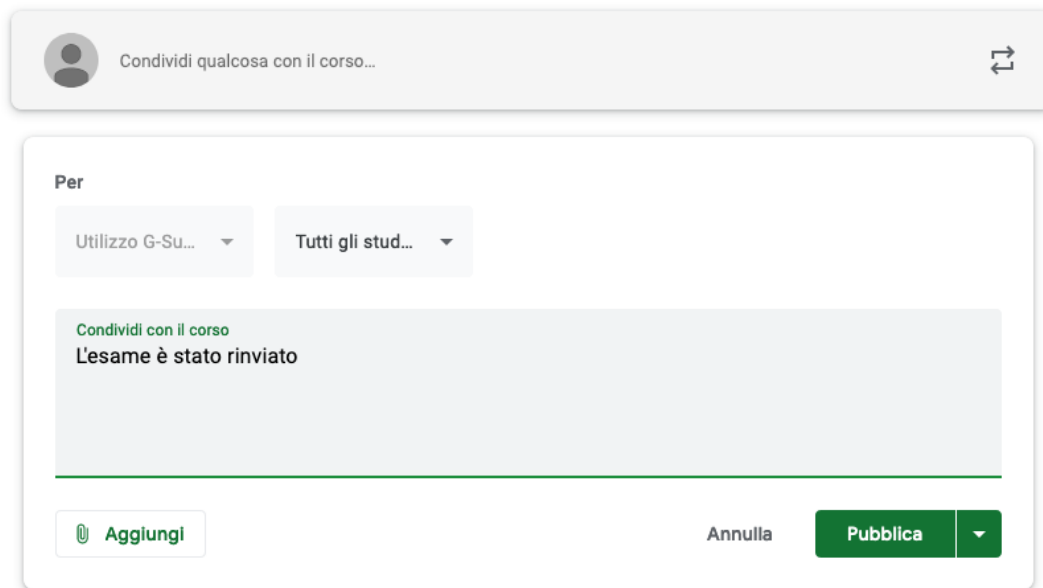 Condividi qualcosa con il corso...
Per
Utilizzo G-Su...
Tutti gli stud...
Condividi con il corso
L'esame è stato rinviato
Aggiungi
Annulla
Pubblica